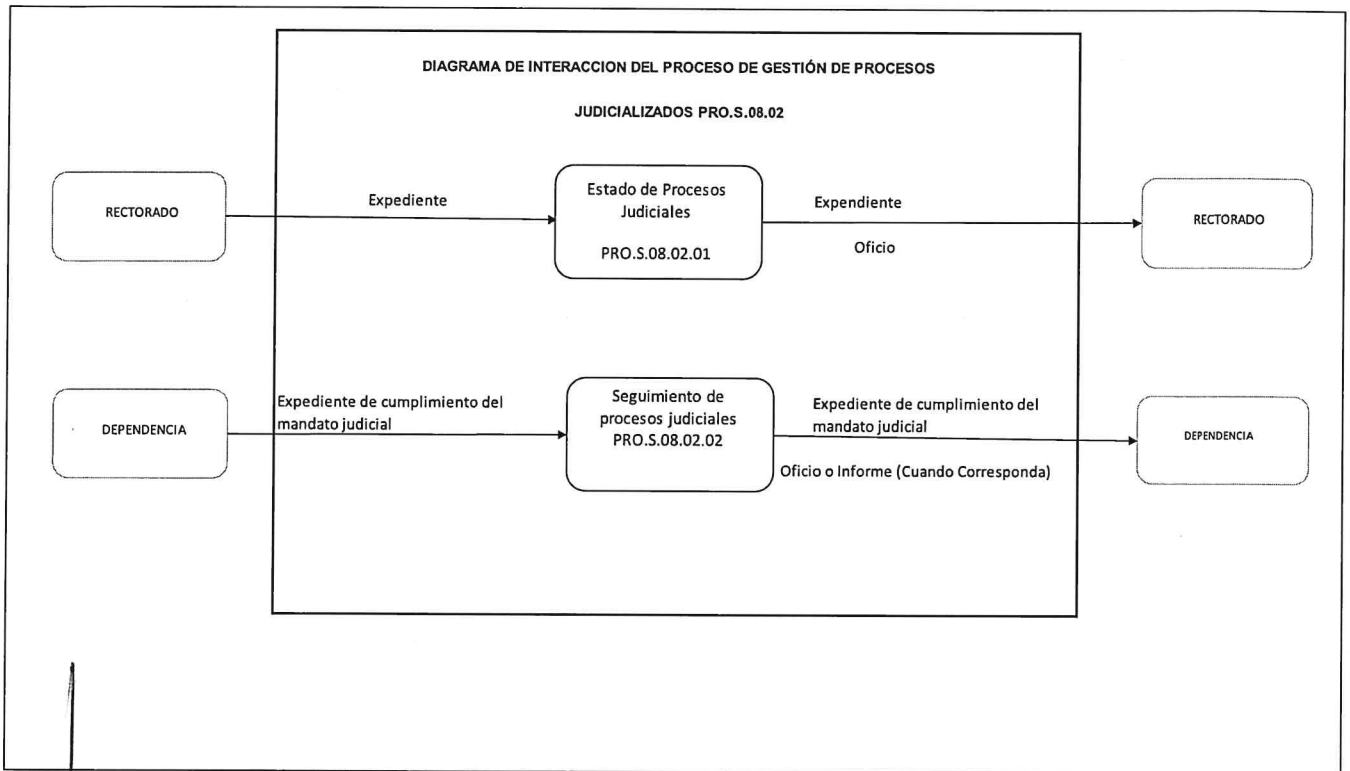 DIAGRAMA DE INTERACCION DEL PROCESO DE GESTIÓN DE PROCESOS
JUDICIALIZADOS PRO.S.08.02
RECTORADO
Expediente
Estado de Procesos
Judiciales
PRO.S.08.02.01
Expendiente
Oficio
RECTORADO
DEPENDENCIA
Expediente de cumplimiento del
mandato judicial
Seguimiento de
procesos judiciales
PRO.S.08.02.02
Expediente de cumplimiento del
mandato judicial
Oficio o Informe (Cuando Corresponda)
DEPENDENCIA